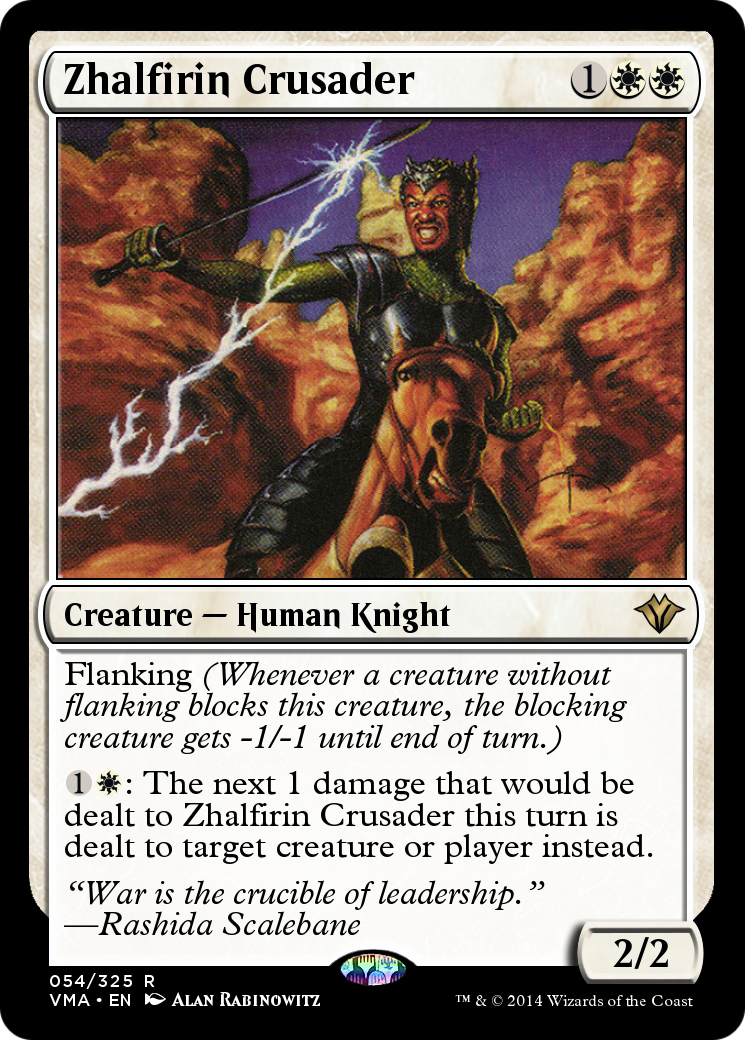 Zhalfirin Crusader 1
Creature — Human Knight
Flanking (Whenever a creature without
flanking blocks this creature, the blocking
creature gets -1/-1 until end of turn.)
1 : The next 1 damage that would be
dealt to Zhalfirin Crusader this turn is
dealt to target creature or player instead.
“War is the crucible of leadership.”
—Rashida Scalebane
2/2
054/325 R
VMA • EN Alan Rabinowitz
™ & © 2014 Wizards of the Coast